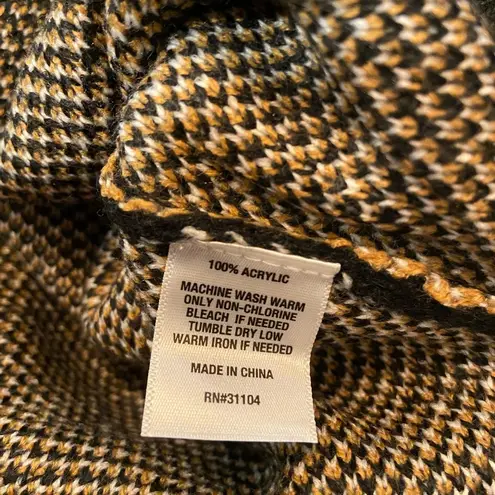 100% ACRYLIC
MACHINE WASH WARM
ONLY NON-CHLORINE
BLEACH IF NEEDED
TUMBLE DRY LOW
WARM IRON IF NEEDED
MADE IN CHINA
RN#31104